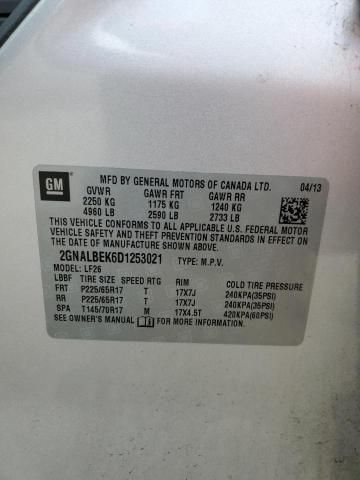 GM
MFD BY GENERAL MOTORS OF CANADA LTD. 04/13
GVWR GAWR FRT GAWR RR
2250 KG 1175 KG 1240 KG
4960 LB 2590 LB 2733 LB
THIS VEHICLE CONFORMS TO ALL APPLICABLE U.S. FEDERAL MOTOR
VEHICLE SAFETY, BUMPER, AND THEFT PREVENTION STANDARDS
IN EFFECT ON THE DATE OF MANUFACTURE SHOWN ABOVE.
2GNALBEK6D1253021 TYPE: M.P.V.
MODEL: LF26
LBBF TIRE SIZE SPEED RTG RIM COLD TIRE PRESSURE
FRT P225/65R17 T 17X7J 240KPA(35PSI)
RR P225/65R17 T 17X7J 240KPA(35PSI)
SPA T145/70R17 M 17X4.5T 420KPA(60PSI)
SEE OWNER'S MANUAL FOR MORE INFORMATION.